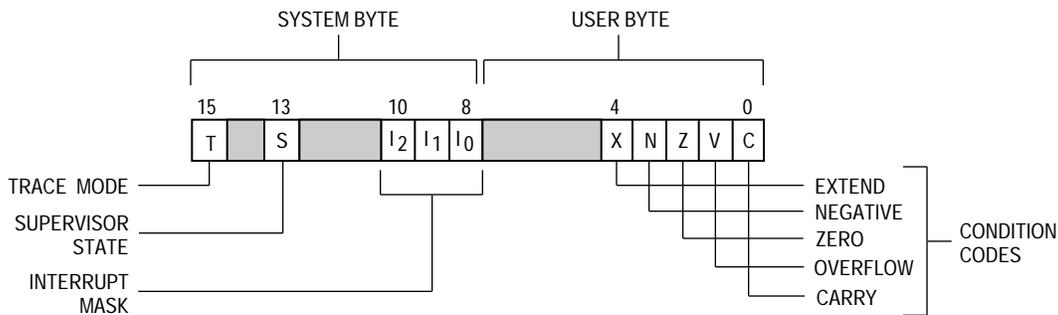 SYSTEM BYTE USER BYTE
15 13 10 8 4 0
T S I2 I1 I0 X N Z V C
TRACE MODE
SUPERVISOR
STATE
INTERRUPT
MASK
EXTEND
NEGATIVE
ZERO
OVERFLOW
CARRY
CONDITION
CODES